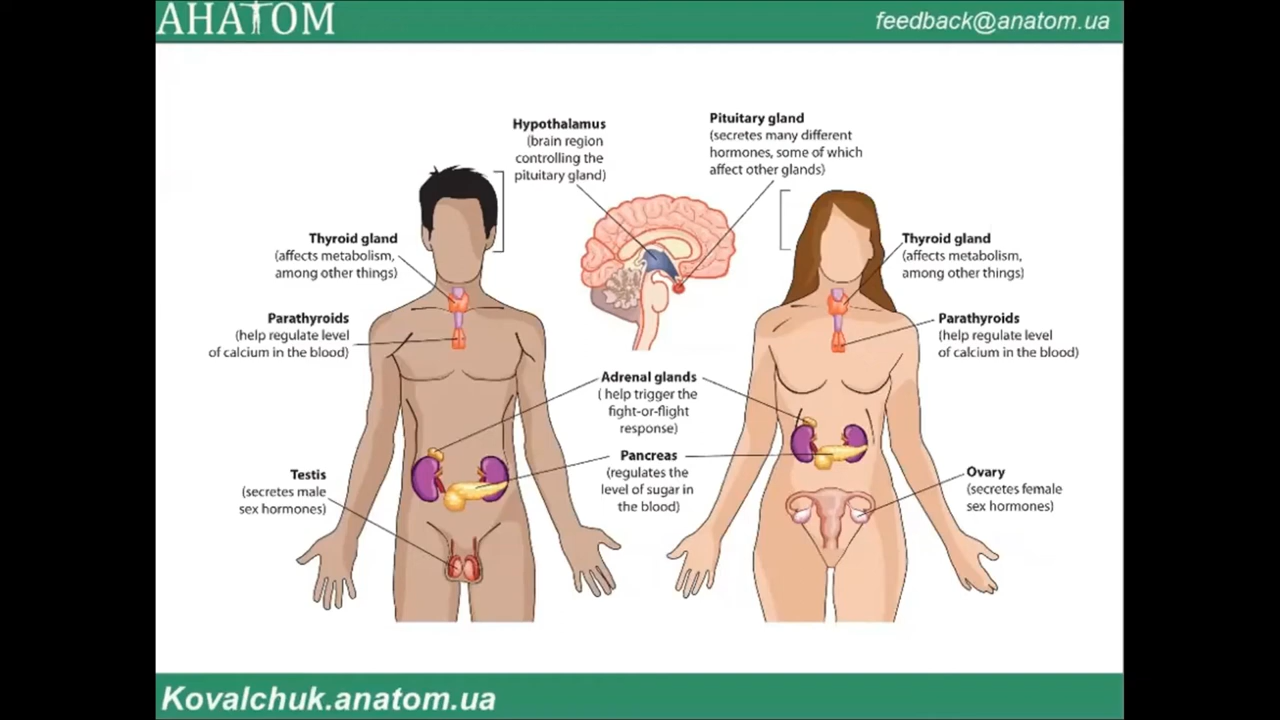 АНАТОМ
feedback@anatom.ua
Hypothalamus
(brain region
controlling the
pituitary gland)
Pituitary gland
(secretes many different
hormones, some of which
affect other glands)
Thyroid gland
(affects metabolism,
among other things)
Thyroid gland
(affects metabolism,
among other things)
Parathyroids
(help regulate level
of calcium in the blood)
Parathyroids
(help regulate level
of calcium in the blood)
Adrenal glands
( help trigger the
fight-or-flight
response)
Pancreas
(regulates the
level of sugar in
the blood)
Testis
(secretes male
sex hormones)
Ovary
(secretes female
sex hormones)
Kovalchuk.anatom.ua